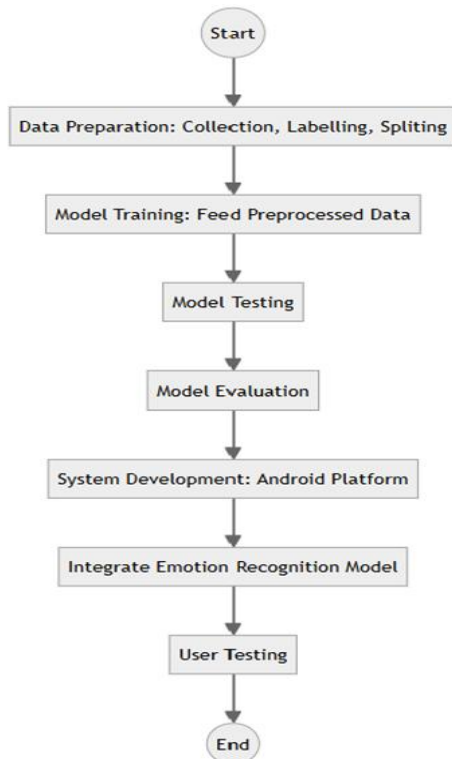 Start
Data Preparation: Collection, Labelling, Spliting
Model Training: Feed Preprocessed Data
Model Testing
Model Evaluation
System Development: Android Platform
Integrate Emotion Recognition Model
User Testing
End